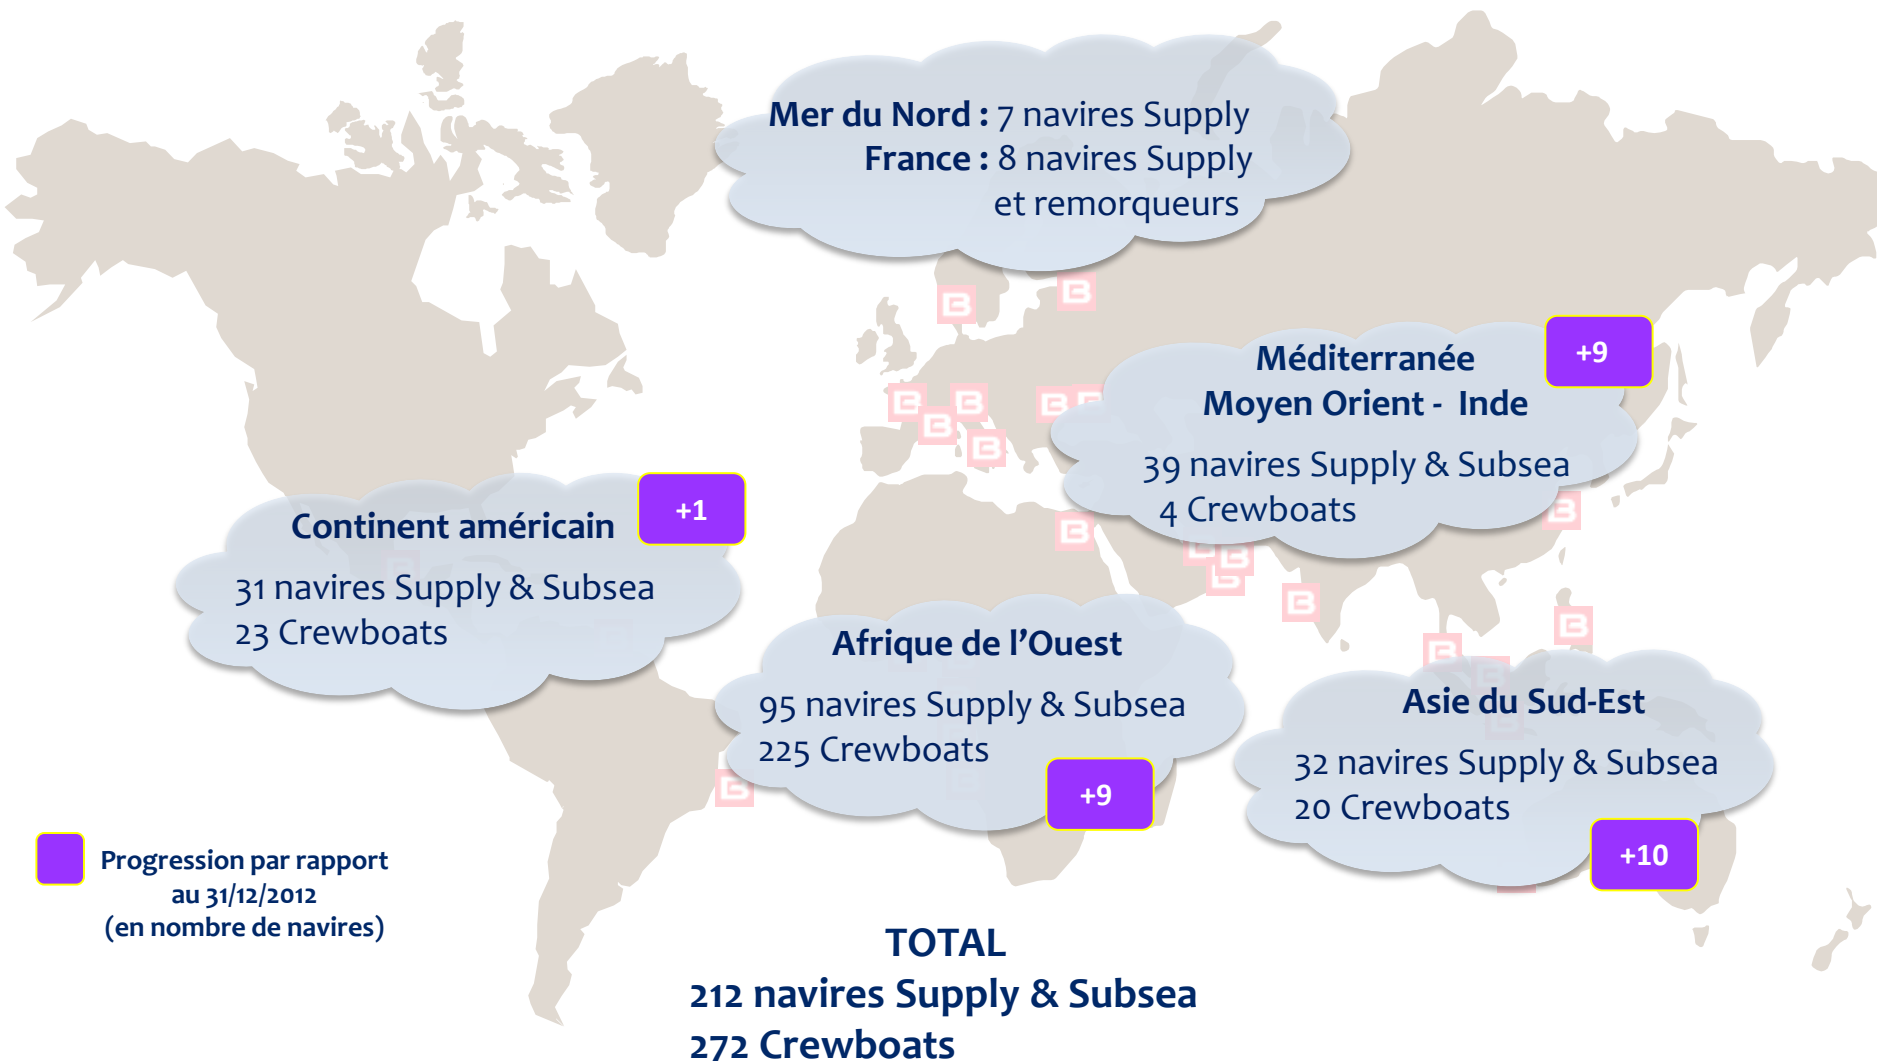 Mer du Nord : 7 navires Supply
France : 8 navires Supply
et remorqueurs
Méditerranée
Moyen Orient - Inde
+9
39 navires Supply & Subsea
4 Crewboats
Continent américain
+1
31 navires Supply & Subsea
23 Crewboats
Afrique de l’Ouest
95 navires Supply & Subsea
225 Crewboats
+9
Asie du Sud-Est
32 navires Supply & Subsea
20 Crewboats
+10
Progression par rapport
au 31/12/2012
(en nombre de navires)
TOTAL
212 navires Supply & Subsea
272 Crewboats